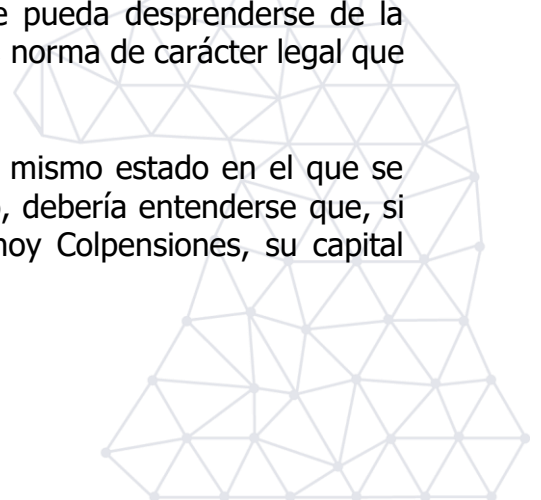 e pueda desprenderse de la
norma de carácter legal que
mismo estado en el que se
, debería entenderse que, si
hoy Colpensiones, su capital